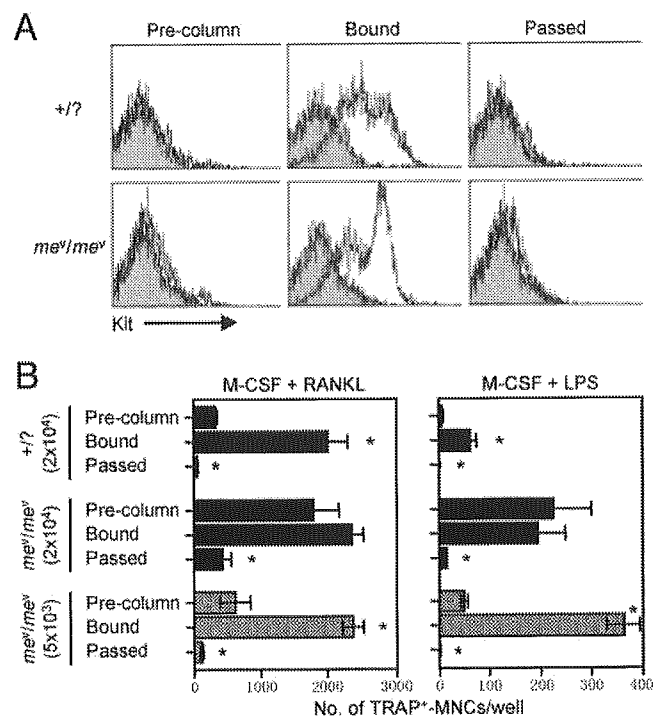 A
Pre-column Bound Passed
+/?
meᵛ/meᵛ
Kit
B
M-CSF + RANKL M-CSF + LPS
+/?
(2x10⁴)
Pre-column
Bound *
Passed * *
meᵛ/meᵛ
(2x10⁴)
Pre-column
Bound
Passed * *
meᵛ/meᵛ
(5x10³)
Pre-column
Bound * *
Passed * *
0 1000 2000 3000 0 100 200 300 400
No. of TRAP⁺-MNCs/well